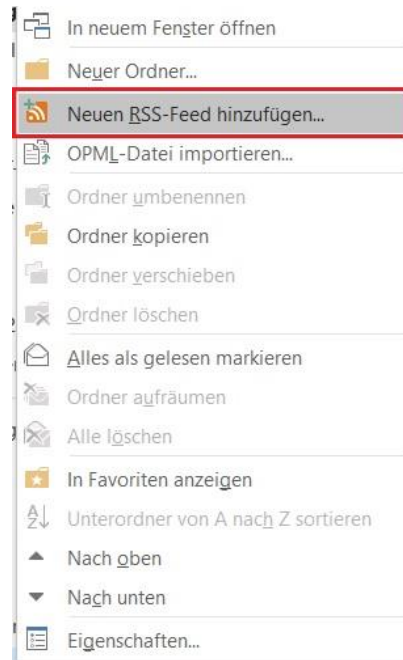 In neuem Fenster öffnen
Neuer Ordner...
Neuen RSS-Feed hinzufügen...
OPML-Datei importieren...
Ordner umbenennen
Ordner kopieren
Ordner verschieben
Ordner löschen
Alles als gelesen markieren
Ordner aufräumen
Alle löschen
In Favoriten anzeigen
Unterordner von A nach Z sortieren
Nach oben
Nach unten
Eigenschaften...